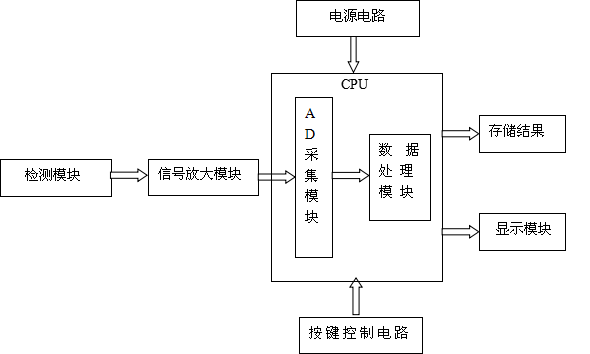 电源电路
CPU
A
D
采
集
模
块
数据
处理
模块
检测模块
信号放大模块
存储结果
显示模块
按键控制电路